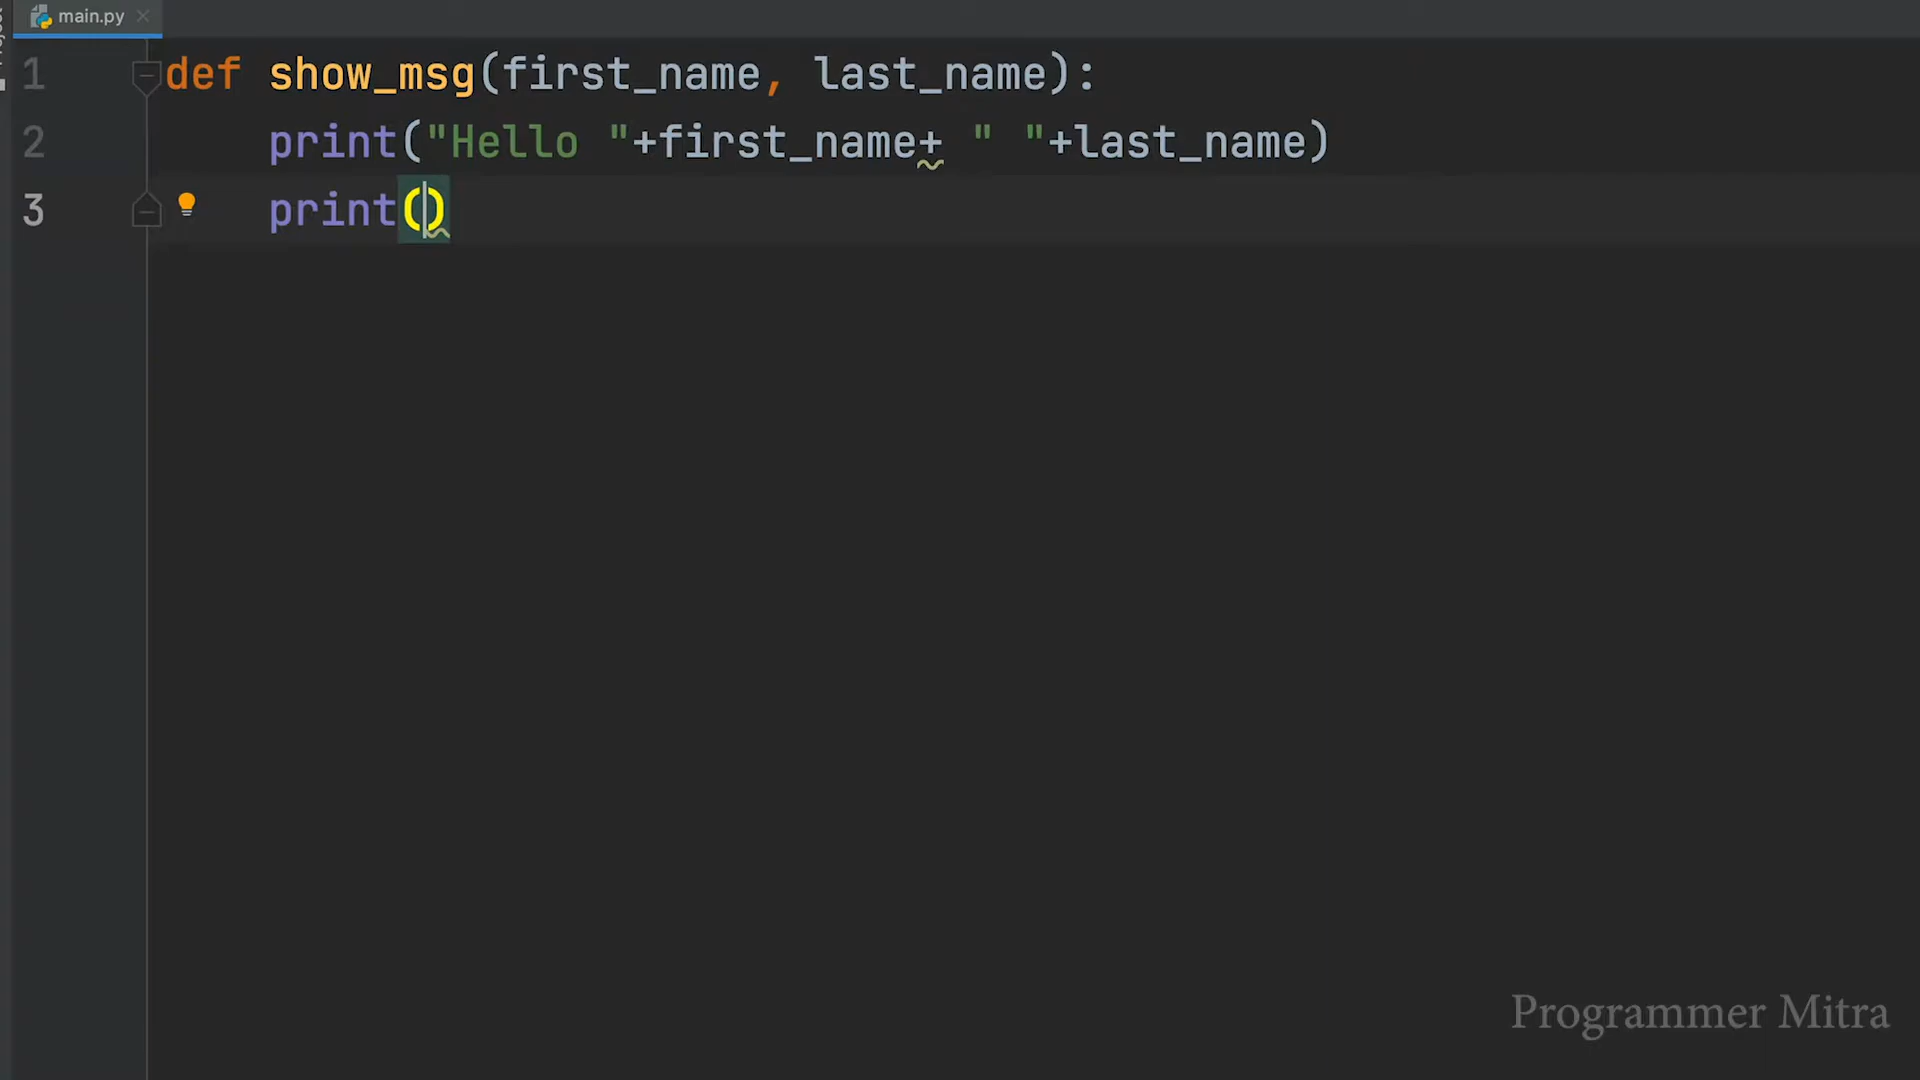 main.py
1 def show_msg(first_name, last_name):
2 print("Hello "+first_name+ " "+last_name)
3 print()
Programmer Mitra